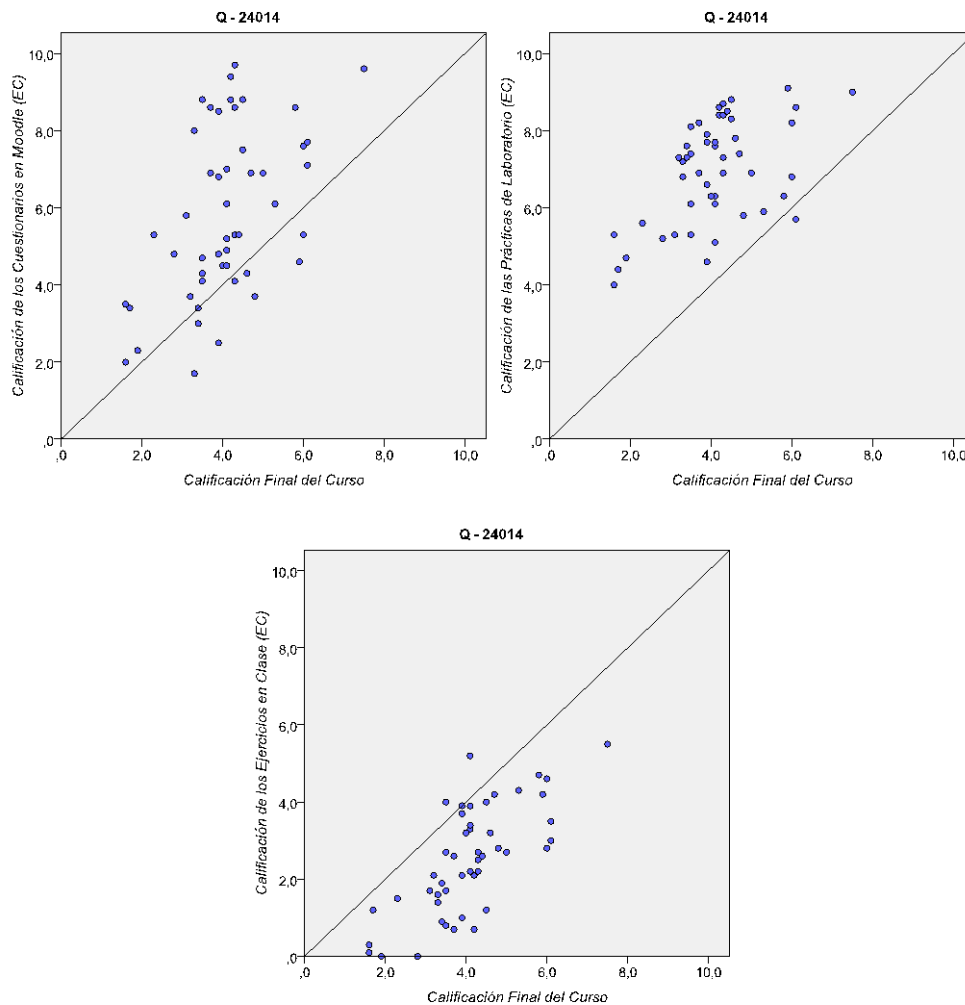 Q - 24014
Calificación de los Cuestionarios en Moodle (EC)
10,0
8,0
6,0
4,0
2,0
,0
,0 2,0 4,0 6,0 8,0 10,0
Calificación Final del Curso
Q - 24014
Calificación de las Prácticas de Laboratorio (EC)
10,0
8,0
6,0
4,0
2,0
,0
,0 2,0 4,0 6,0 8,0 10,0
Calificación Final del Curso
Q - 24014
Calificación de los Ejercicios en Clase (EC)
10,0
8,0
6,0
4,0
2,0
,0
,0 2,0 4,0 6,0 8,0 10,0
Calificación Final del Curso